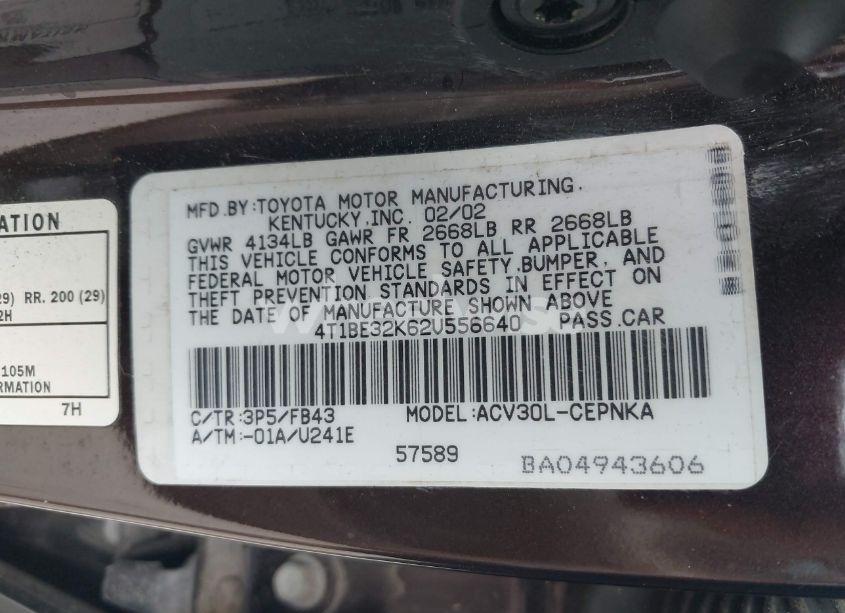 MFD.BY:TOYOTA MOTOR MANUFACTURING.
KENTUCKY,INC. 02/02
GVWR 4134LB GAWR FR 2668LB RR 2668LB
THIS VEHICLE CONFORMS TO ALL APPLICABLE
FEDERAL MOTOR VEHICLE SAFETY,BUMPER, AND
THEFT PREVENTION STANDARDS IN EFFECT ON
THE DATE OF MANUFACTURE SHOWN ABOVE
4T1BE32K62U556640 PASS.CAR
C/TR:3P5/FB43 MODEL:ACV30L-CEPNKA
A/TM:-01A/U241E
57589
BA04943606
ATION
29) RR. 200 (29)
2H
105M
ORMATION
7H